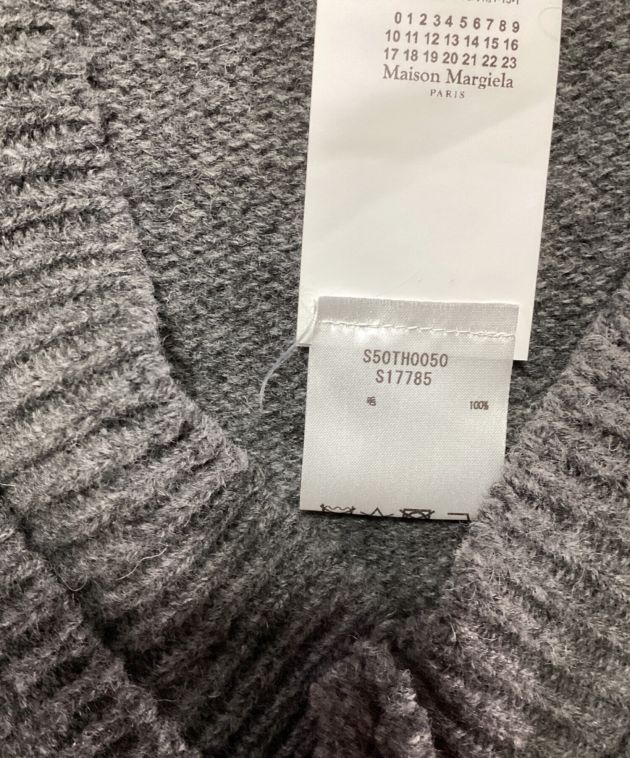 0 1 2 3 4 5 6 7 8 9
10 11 12 13 14 15 16
17 18 19 20 21 22 23
Maison Margiela
PARIS
S50TH0050
S17785
毛 100%